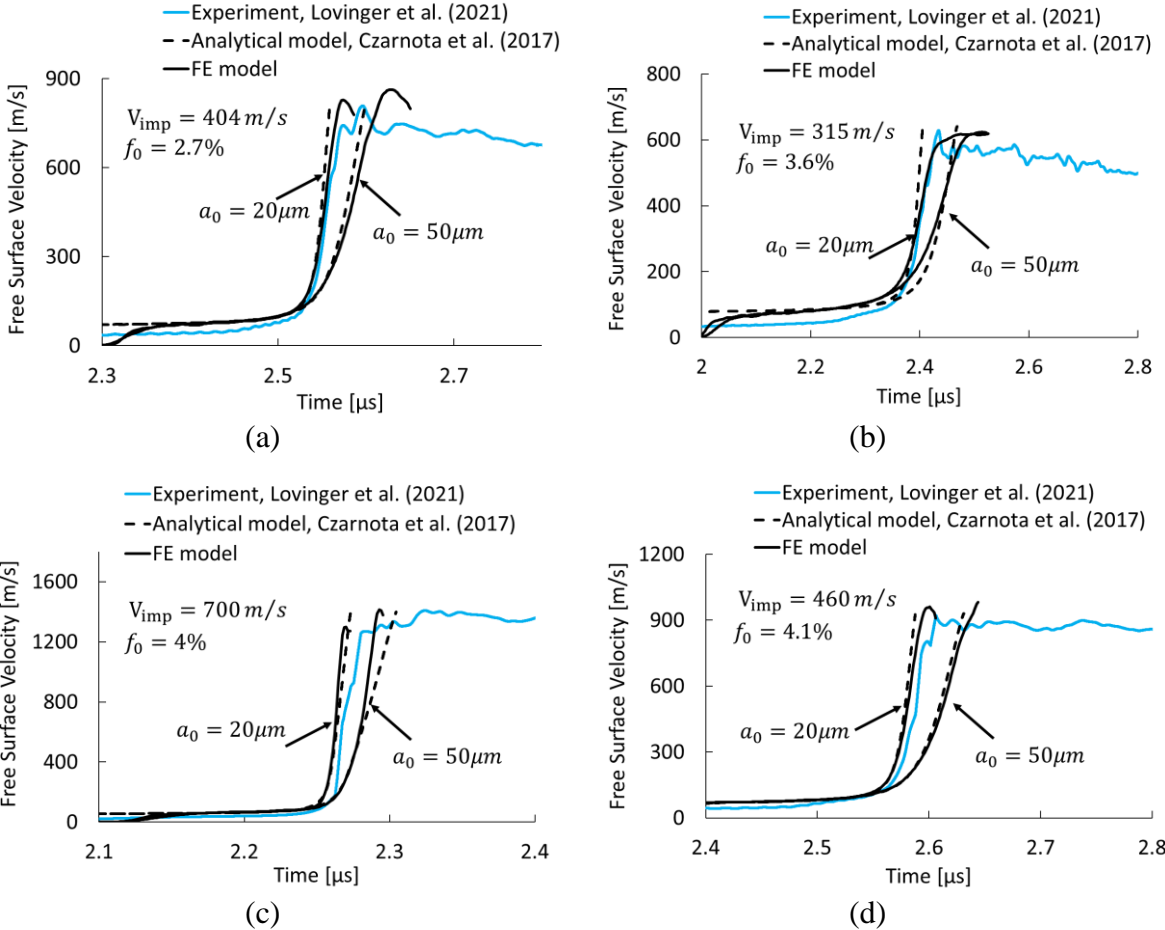 Experiment, Lovinger et al. (2021)
Analytical model, Czarnota et al. (2017)
FE model
Free Surface Velocity [m/s]
900
600
300
0
V_imp = 404 m/s
f_0 = 2.7%
a_0 = 20μm
a_0 = 50μm
2.3
2.5
2.7
Time [μs]
(a)
Experiment, Lovinger et al. (2021)
Analytical model, Czarnota et al. (2017)
FE model
Free Surface Velocity [m/s]
800
600
400
200
0
V_imp = 315 m/s
f_0 = 3.6%
a_0 = 20μm
a_0 = 50μm
2
2.2
2.4
2.6
2.8
Time [μs]
(b)
Experiment, Lovinger et al. (2021)
Analytical model, Czarnota et al. (2017)
FE model
Free Surface Velocity [m/s]
1600
1200
800
400
0
V_imp = 700 m/s
f_0 = 4%
a_0 = 20μm
a_0 = 50μm
2.1
2.2
2.3
2.4
Time [μs]
(c)
Experiment, Lovinger et al. (2021)
Analytical model, Czarnota et al. (2017)
FE model
Free Surface Velocity [m/s]
1200
900
600
300
0
V_imp = 460 m/s
f_0 = 4.1%
a_0 = 20μm
a_0 = 50μm
2.4
2.5
2.6
2.7
2.8
Time [μs]
(d)